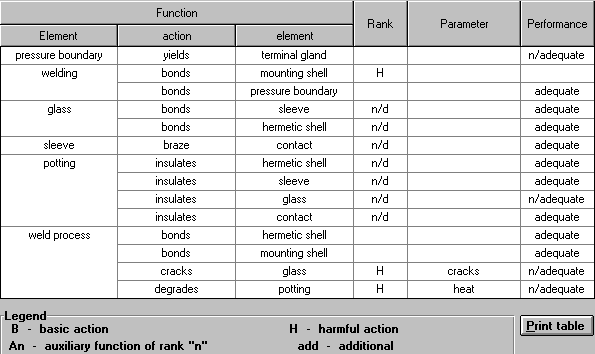 Function Rank Parameter Performance
Element action element
pressure boundary yields terminal gland n/adequate
welding bonds mounting shell H
bonds pressure boundary adequate
glass bonds sleeve n/d adequate
bonds hermetic shell n/d adequate
sleeve braze contact n/d adequate
potting insulates hermetic shell n/d adequate
insulates sleeve n/d adequate
insulates glass n/d n/adequate
insulates contact n/d adequate
weld process bonds hermetic shell adequate
bonds mounting shell adequate
cracks glass H cracks n/adequate
degrades potting H heat n/adequate
Legend
B - basic action H - harmful action
An - auxiliary function of rank "n" add - additional
Print table